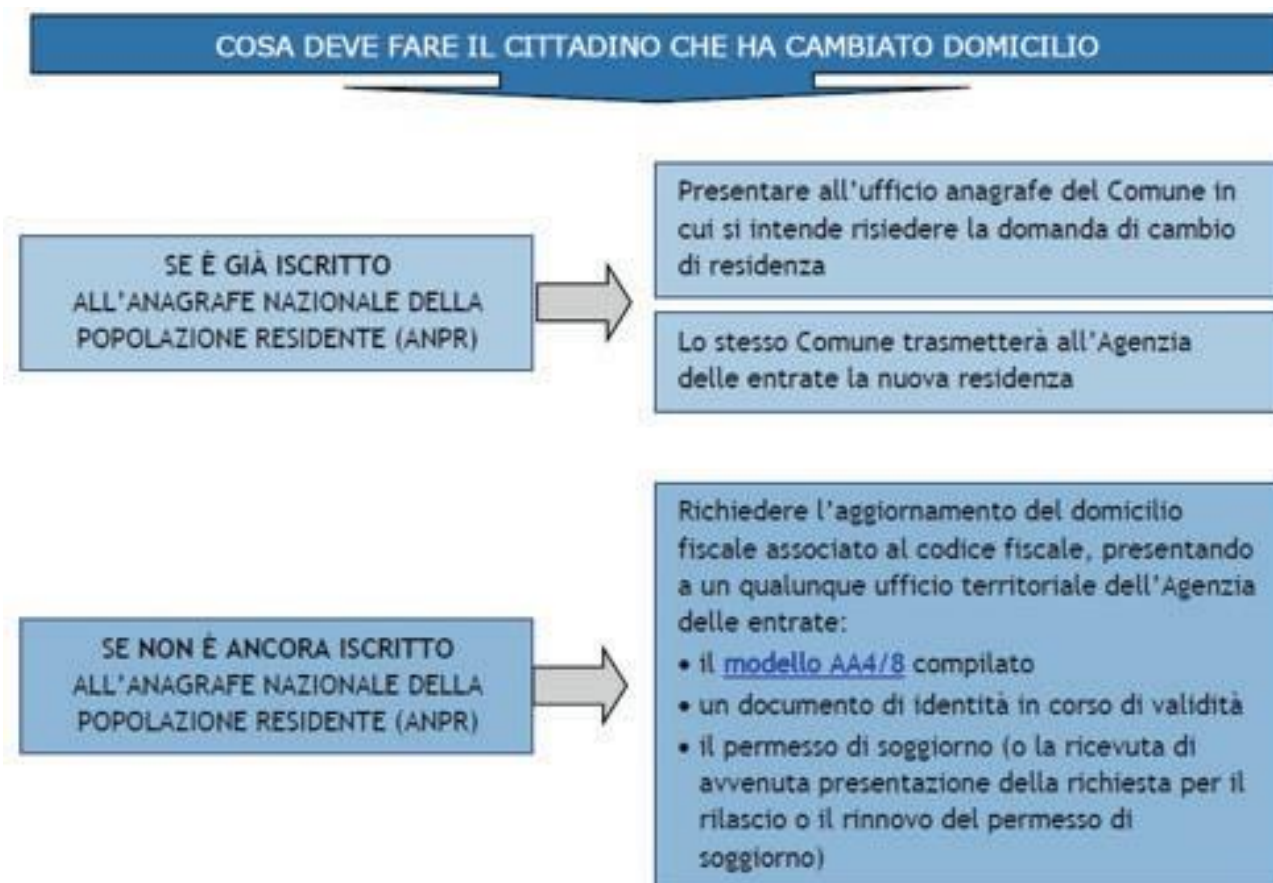 COSA DEVE FARE IL CITTADINO CHE HA CAMBIATO DOMICILIO
SE È GIÀ ISCRITTO
ALL'ANAGRAFE NAZIONALE DELLA
POPOLAZIONE RESIDENTE (ANPR)
Presentare all'ufficio anagrafe del Comune in
cui si intende risiedere la domanda di cambio
di residenza
Lo stesso Comune trasmetterà all'Agenzia
delle entrate la nuova residenza
SE NON È ANCORA ISCRITTO
ALL'ANAGRAFE NAZIONALE DELLA
POPOLAZIONE RESIDENTE (ANPR)
Richiedere l'aggiornamento del domicilio
fiscale associato al codice fiscale, presentando
a un qualunque ufficio territoriale dell'Agenzia
delle entrate:
• il modello AA4/8 compilato
• un documento di identità in corso di validità
• il permesso di soggiorno (o la ricevuta di
avvenuta presentazione della richiesta per il
rilascio o il rinnovo del permesso di
soggiorno)